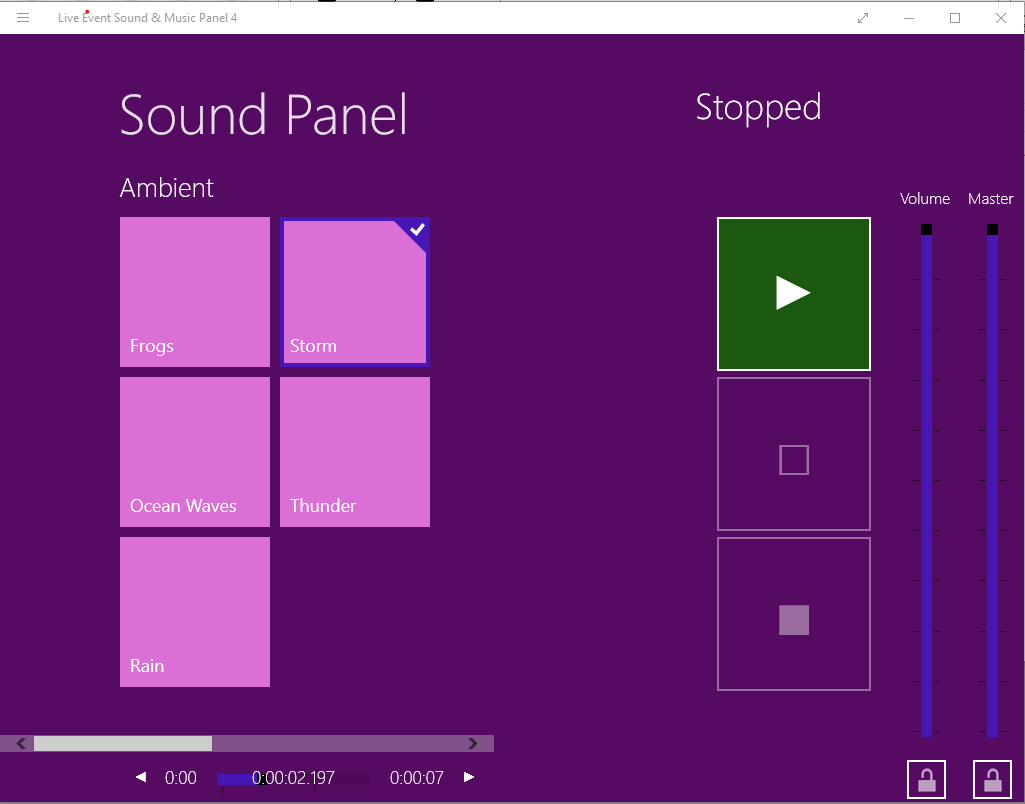 Live Event Sound & Music Panel 4
Sound Panel
Stopped
Ambient
Volume
Master
Frogs
Storm
Ocean Waves
Thunder
Rain
0:00
0:00:02.197
0:00:07